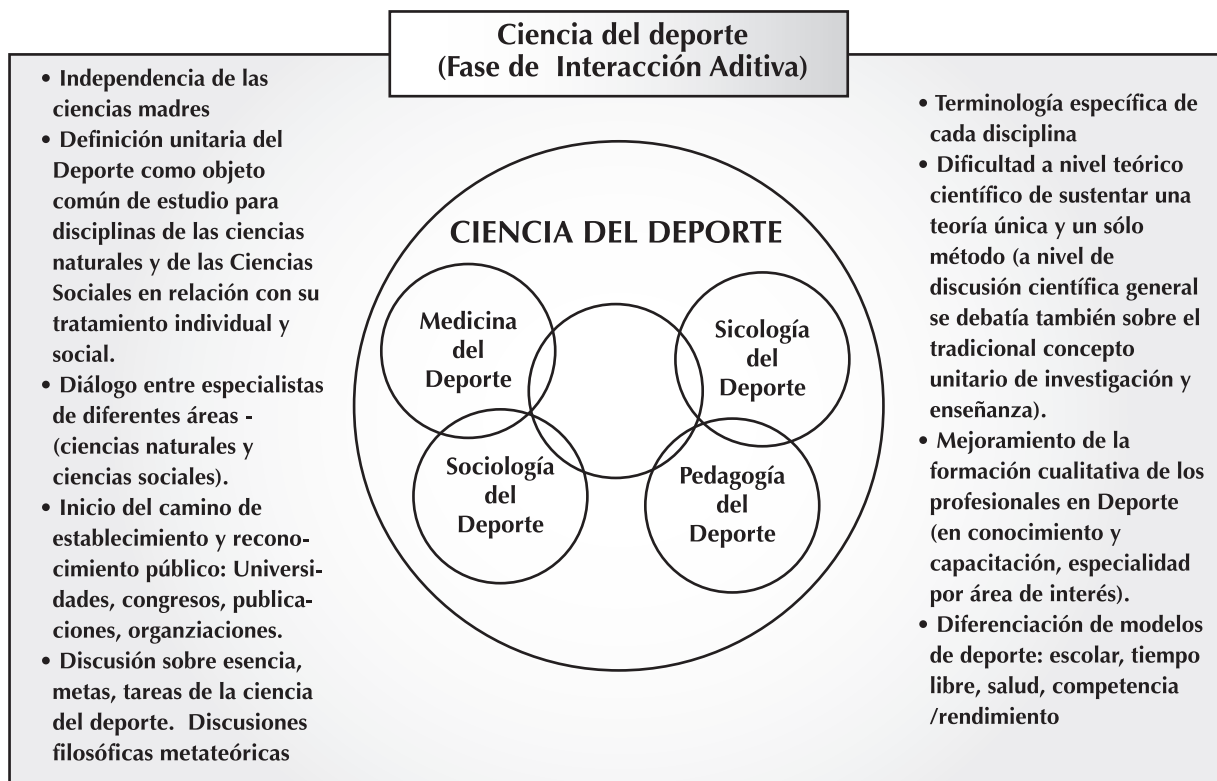 Ciencia del deporte
(Fase de Interacción Aditiva)
• Independencia de las
ciencias madres
• Definición unitaria del
Deporte como objeto
común de estudio para
disciplinas de las ciencias
naturales y de las Ciencias
Sociales en relación con su
tratamiento individual y
social.
• Diálogo entre especialistas
de diferentes áreas -
(ciencias naturales y
ciencias sociales).
• Inicio del camino de
establecimiento y recono-
cimiento público: Universi-
dades, congresos, publica-
ciones, organziaciones.
• Discusión sobre esencia,
metas, tareas de la ciencia
del deporte. Discusiones
filosóficas metateóricas
CIENCIA DEL DEPORTE
Medicina
del
Deporte
Sicología
del
Deporte
Sociología
del
Deporte
Pedagogía
del
Deporte
• Terminología específica de
cada disciplina
• Dificultad a nivel teórico
científico de sustentar una
teoría única y un sólo
método (a nivel de
discusión científica general
se debatía también sobre el
tradicional concepto
unitario de investigación y
enseñanza).
• Mejoramiento de la
formación cualitativa de los
profesionales en Deporte
(en conocimiento y
capacitación, especialidad
por área de interés).
• Diferenciación de modelos
de deporte: escolar, tiempo
libre, salud, competencia
/rendimiento